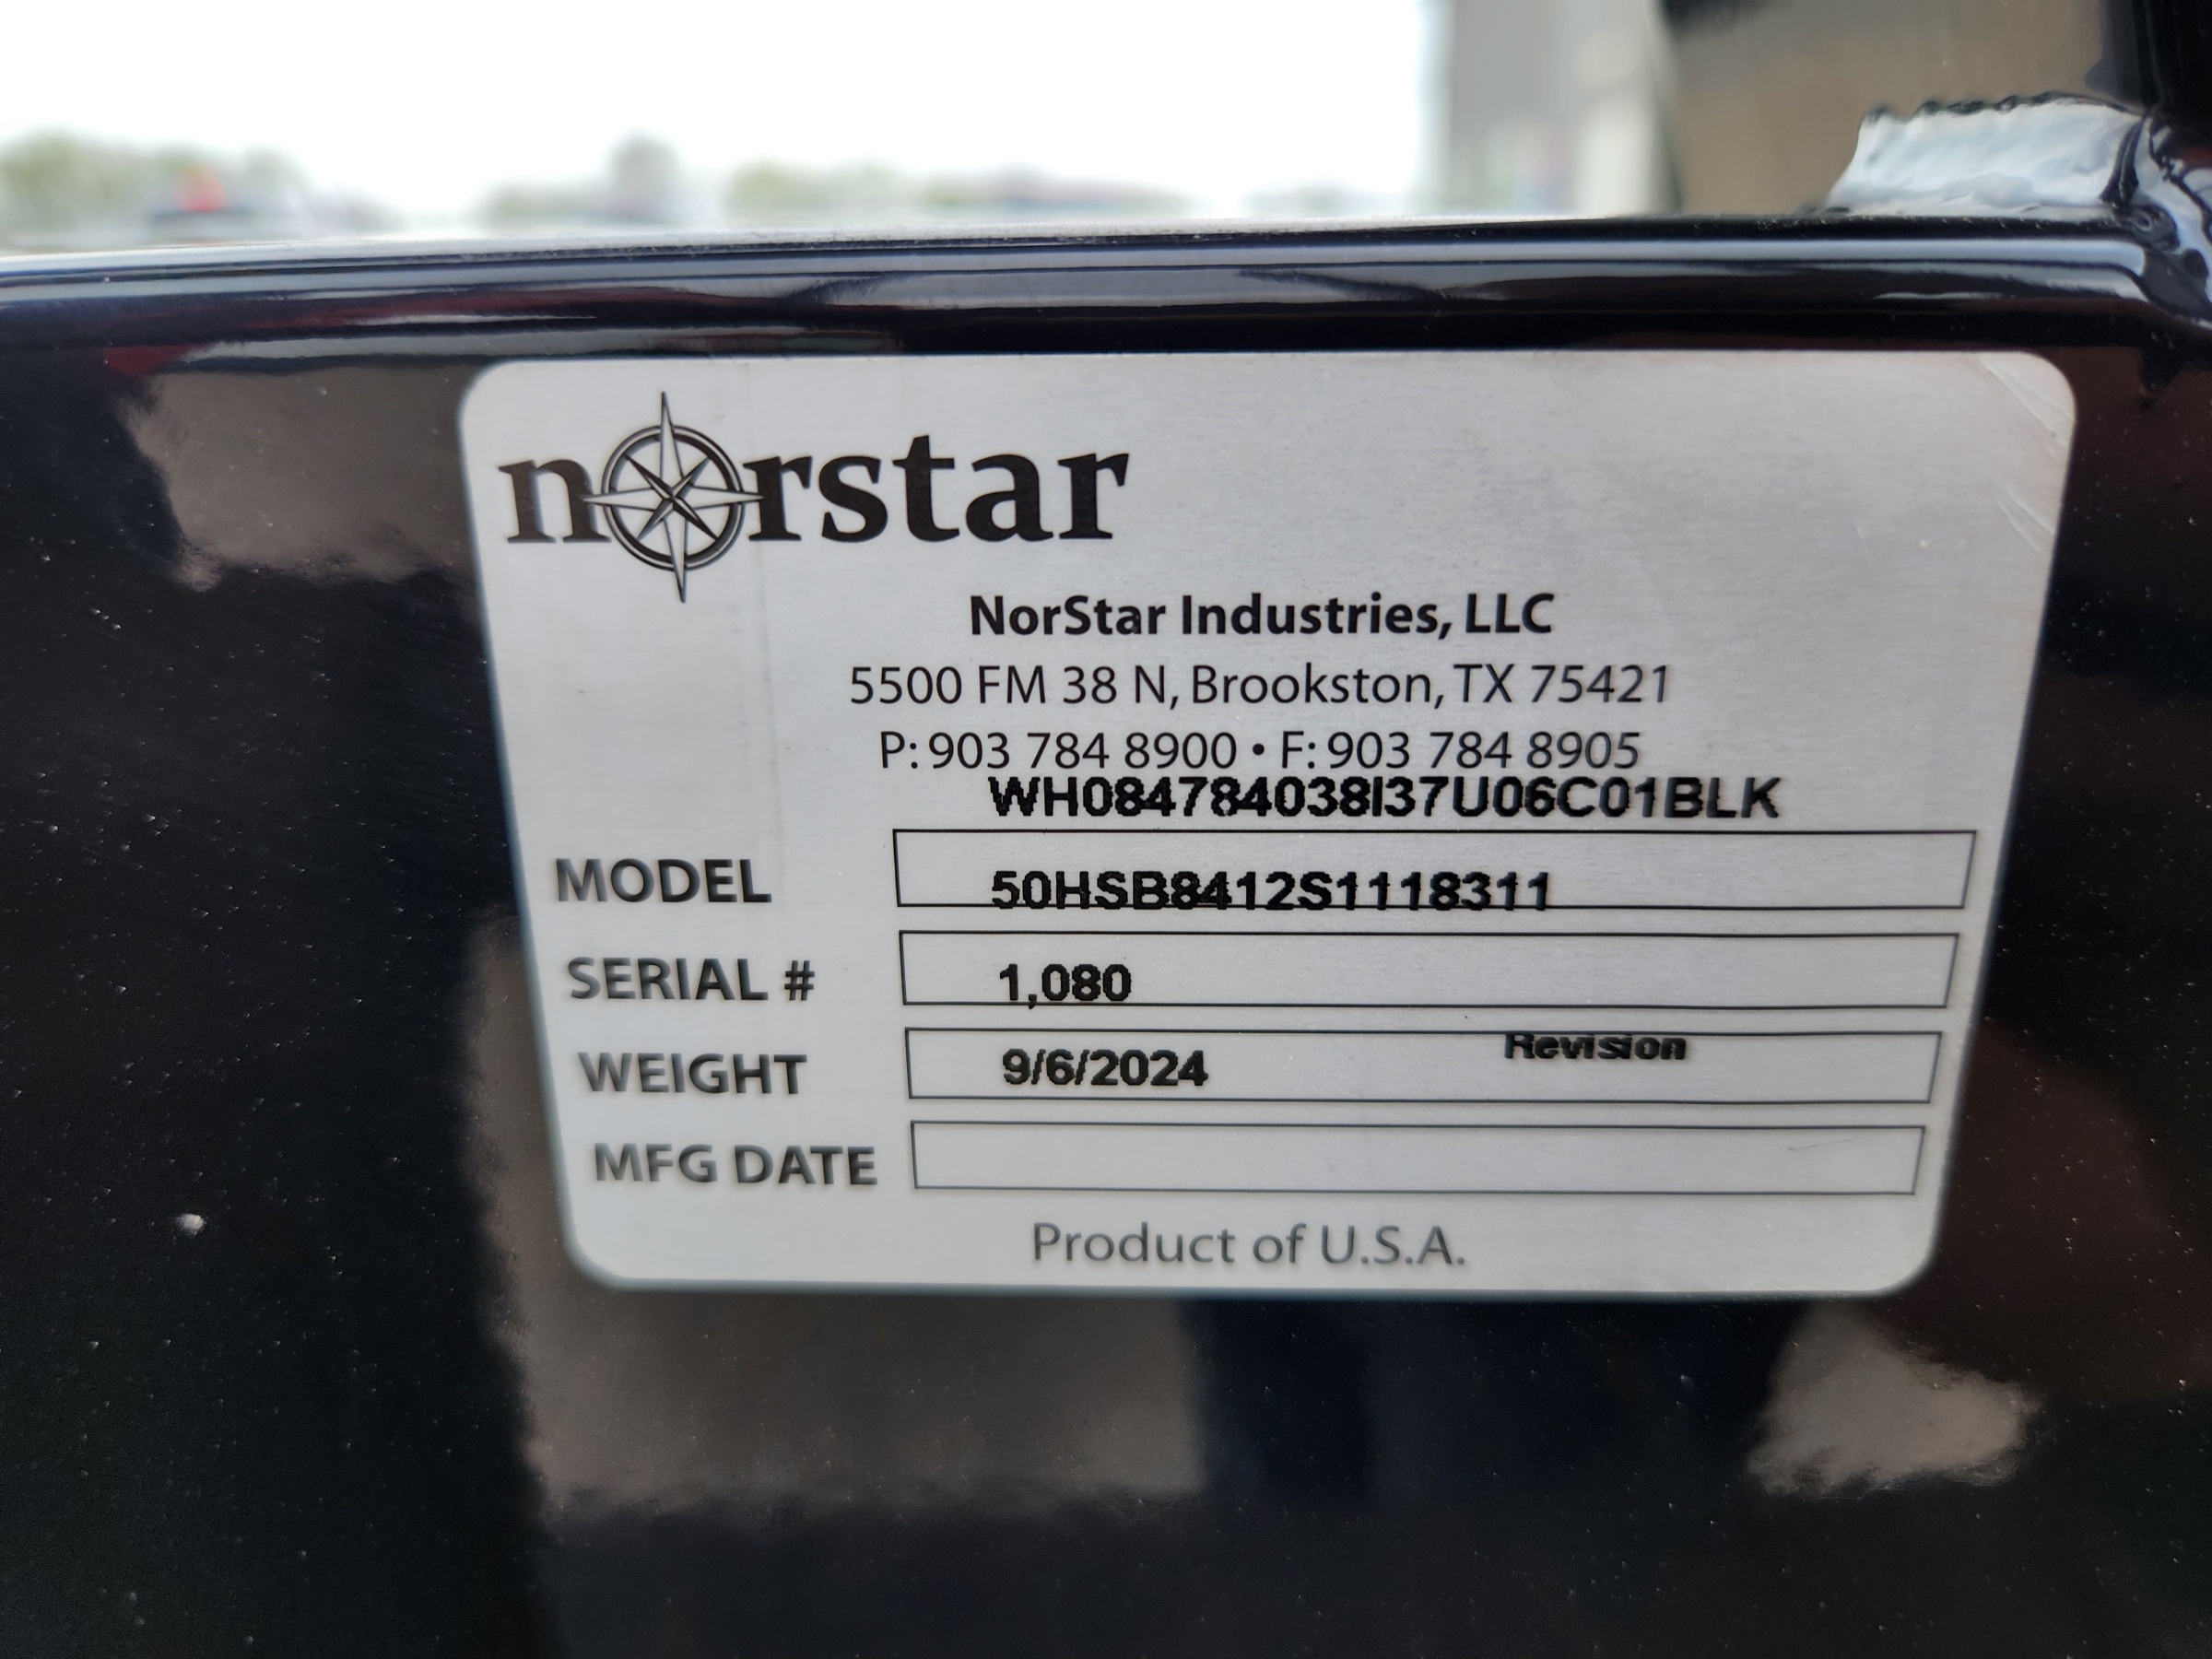 norstar
NorStar Industries, LLC
5500 FM 38 N, Brookston, TX 75421
P: 903 784 8900 • F: 903 784 8905
WH084784038I37U06C01BLK
MODEL 50HSB8412S1118311
SERIAL # 1,080
WEIGHT 9/6/2024 Revision
MFG DATE
Product of U.S.A.